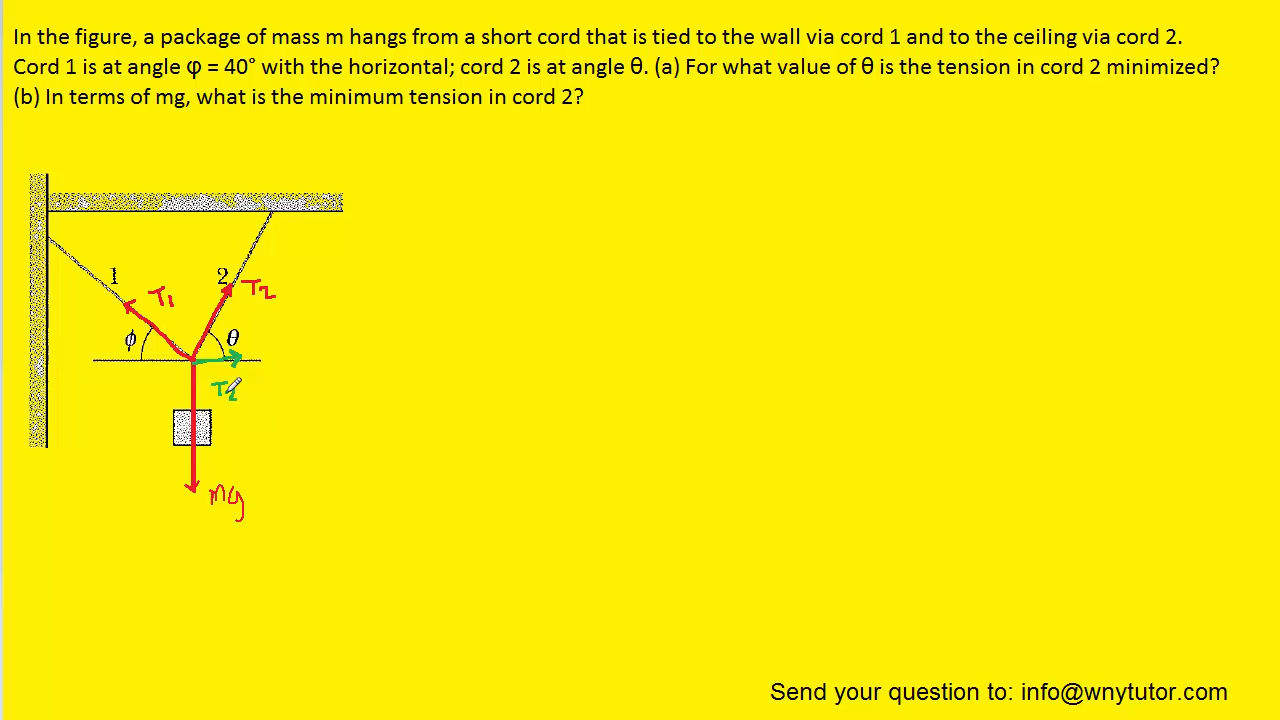 In the figure, a package of mass m hangs from a short cord that is tied to the wall via cord 1 and to the ceiling via cord 2.
Cord 1 is at angle φ = 40° with the horizontal; cord 2 is at angle θ. (a) For what value of θ is the tension in cord 2 minimized?
(b) In terms of mg, what is the minimum tension in cord 2?
1
2
T1
T2
ϕ
θ
T2
mg
Send your question to: info@wnytutor.com